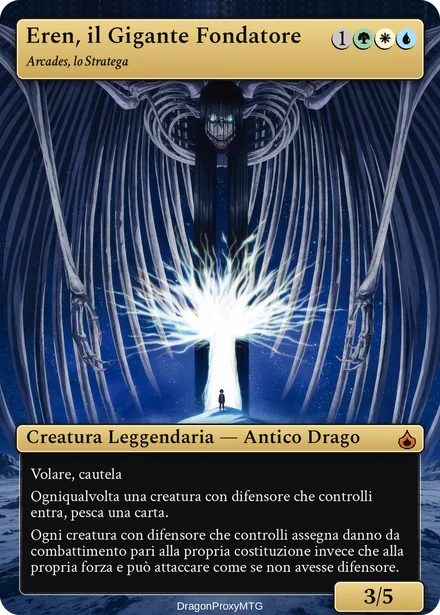 Eren, il Gigante Fondatore 1
Arcades, lo Stratega
Creatura Leggendaria — Antico Drago
Volare, cautela
Ogniqualvolta una creatura con difensore che controlli
entra, pesca una carta.
Ogni creatura con difensore che controlli assegna danno da
combattimento pari alla propria costituzione invece che alla
propria forza e può attaccare come se non avesse difensore.
3/5
DragonProxyMTG